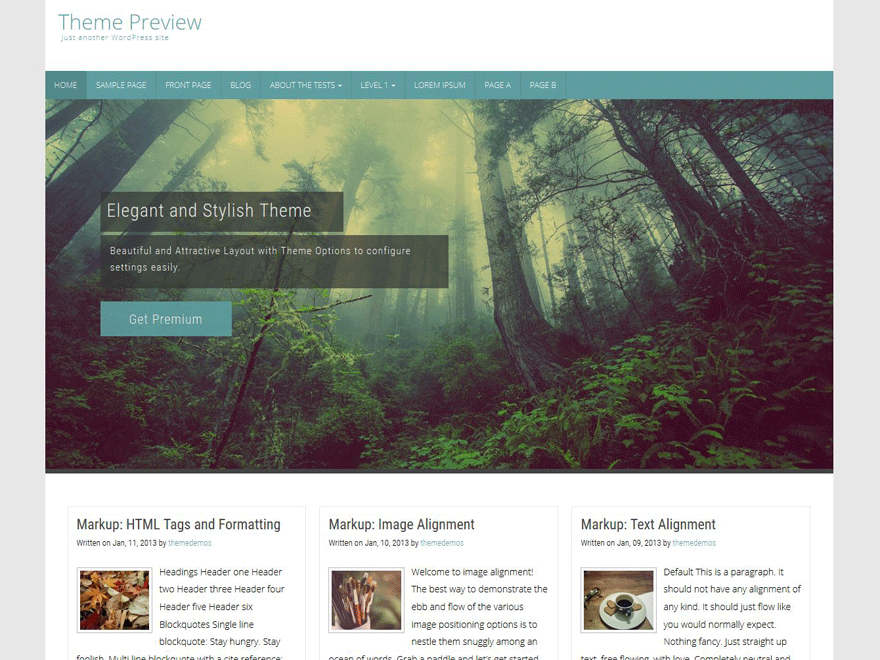 Theme Preview
Just another WordPress site
HOME SAMPLE PAGE FRONT PAGE BLOG ABOUT THE TESTS LEVEL 1 LOREM IPSUM PAGE A PAGE B
Elegant and Stylish Theme
Beautiful and Attractive Layout with Theme Options to configure
settings easily.
Get Premium
Markup: HTML Tags and Formatting
Written on Jan, 11, 2013 by themedemos
Headings Header one Header
two Header three Header four
Header five Header six
Blockquotes Single line
blockquote: Stay hungry. Stay
foolish. Multi line blockquote with a cite reference:
Markup: Image Alignment
Written on Jan, 10, 2013 by themedemos
Welcome to image alignment!
The best way to demonstrate the
ebb and flow of the various
image positioning options is to
nestle them snuggly among an
ocean of words. Grab a paddle and let's get started.
Markup: Text Alignment
Written on Jan, 09, 2013 by themedemos
Default This is a paragraph. It
should not have any alignment of
any kind. It should just flow like
you would normally expect.
Nothing fancy. Just straight up
text, free flowing, with love. Completely neutral and